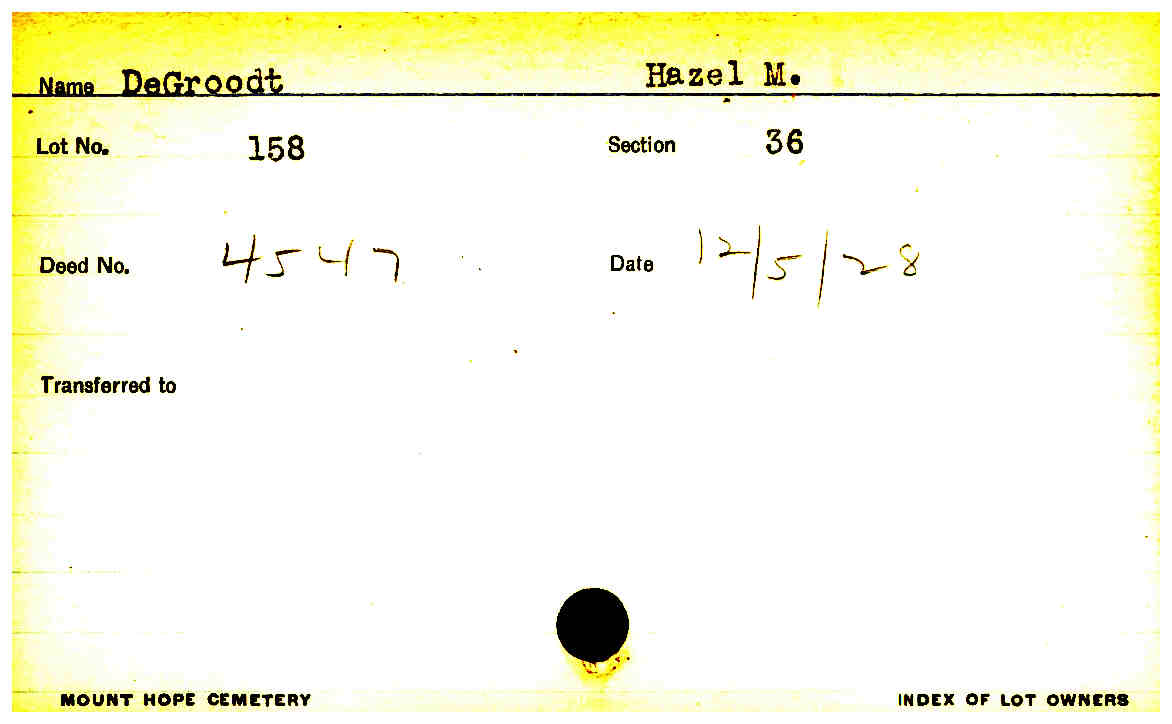 Name DeGroodt Hazel M.
Lot No. 158 Section 36
Deed No. 4547 Date 12/5/28
Transferred to
MOUNT HOPE CEMETERY INDEX OF LOT OWNERS